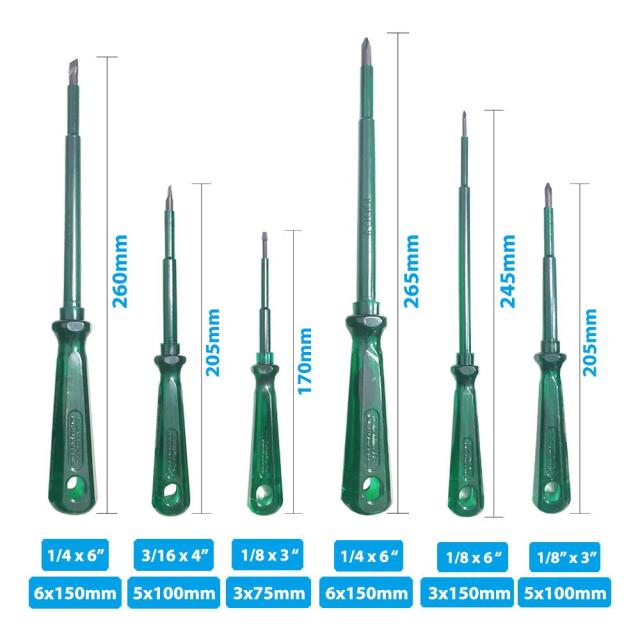 260mm
205mm
170mm
265mm
245mm
205mm
1/4 x 6"
3/16 x 4"
1/8 x 3"
1/4 x 6"
1/8 x 6"
1/8" x 3"
6x150mm
5x100mm
3x75mm
6x150mm
3x150mm
5x100mm